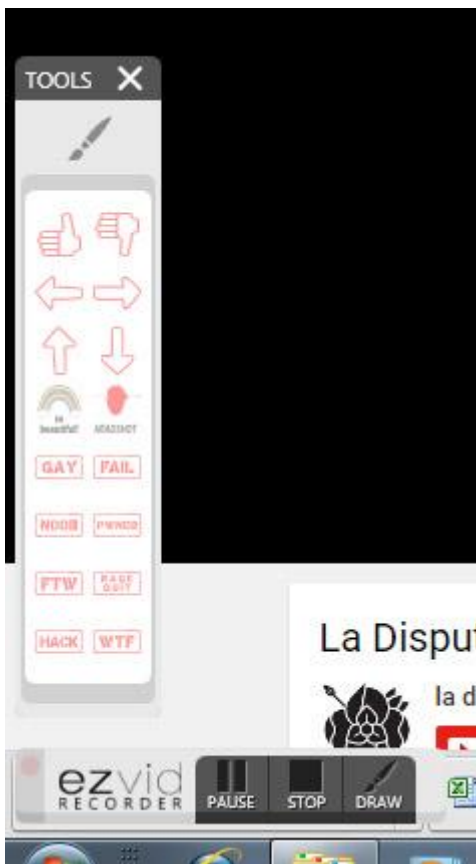 TOOLS
so
beautiful!
HEADSHOT
GAY FAIL
NOOB PWNED
FTW RAGE QUIT
HACK WTF
La Disput
la d
ezvid
RECORDER
PAUSE STOP DRAW